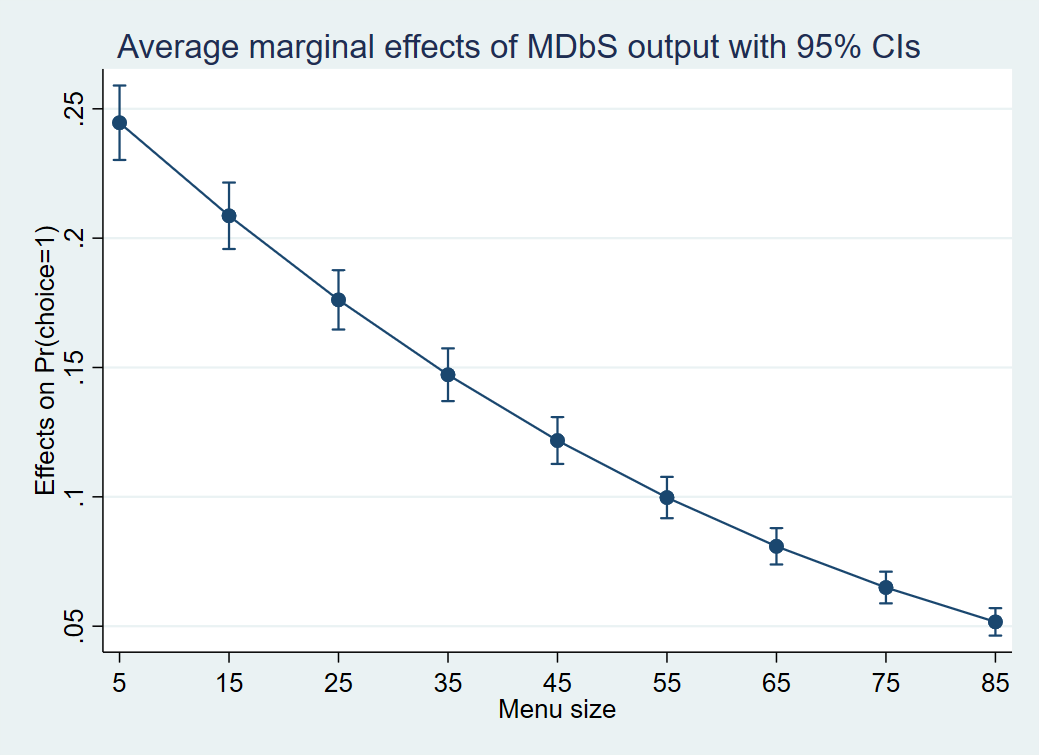 Average marginal effects of MDbS output with 95% CIs
Effects on Pr(choice=1)
.25
.2
.15
.1
.05
5 15 25 35 45 55 65 75 85
Menu size